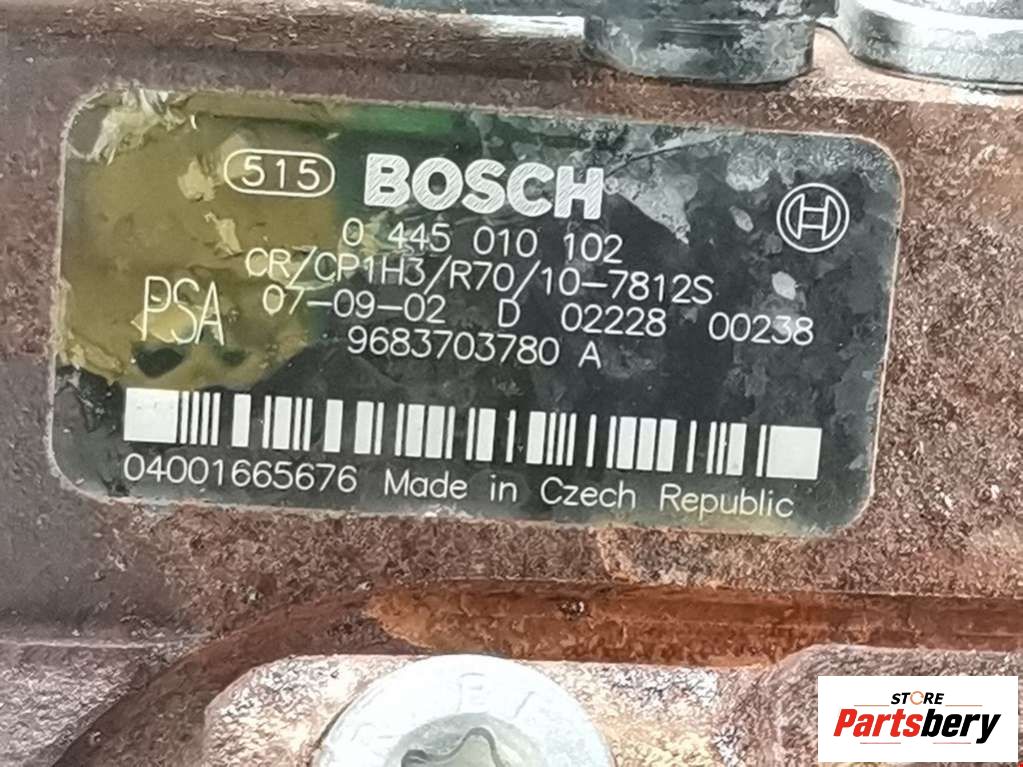 515 BOSCH
0 445 010 102
CR/CP1H3/R70/10-7812S
PSA 07-09-02 D 02228 00238
9683703780 A
04001665676 Made in Czech Republic
STORE
Partsbery